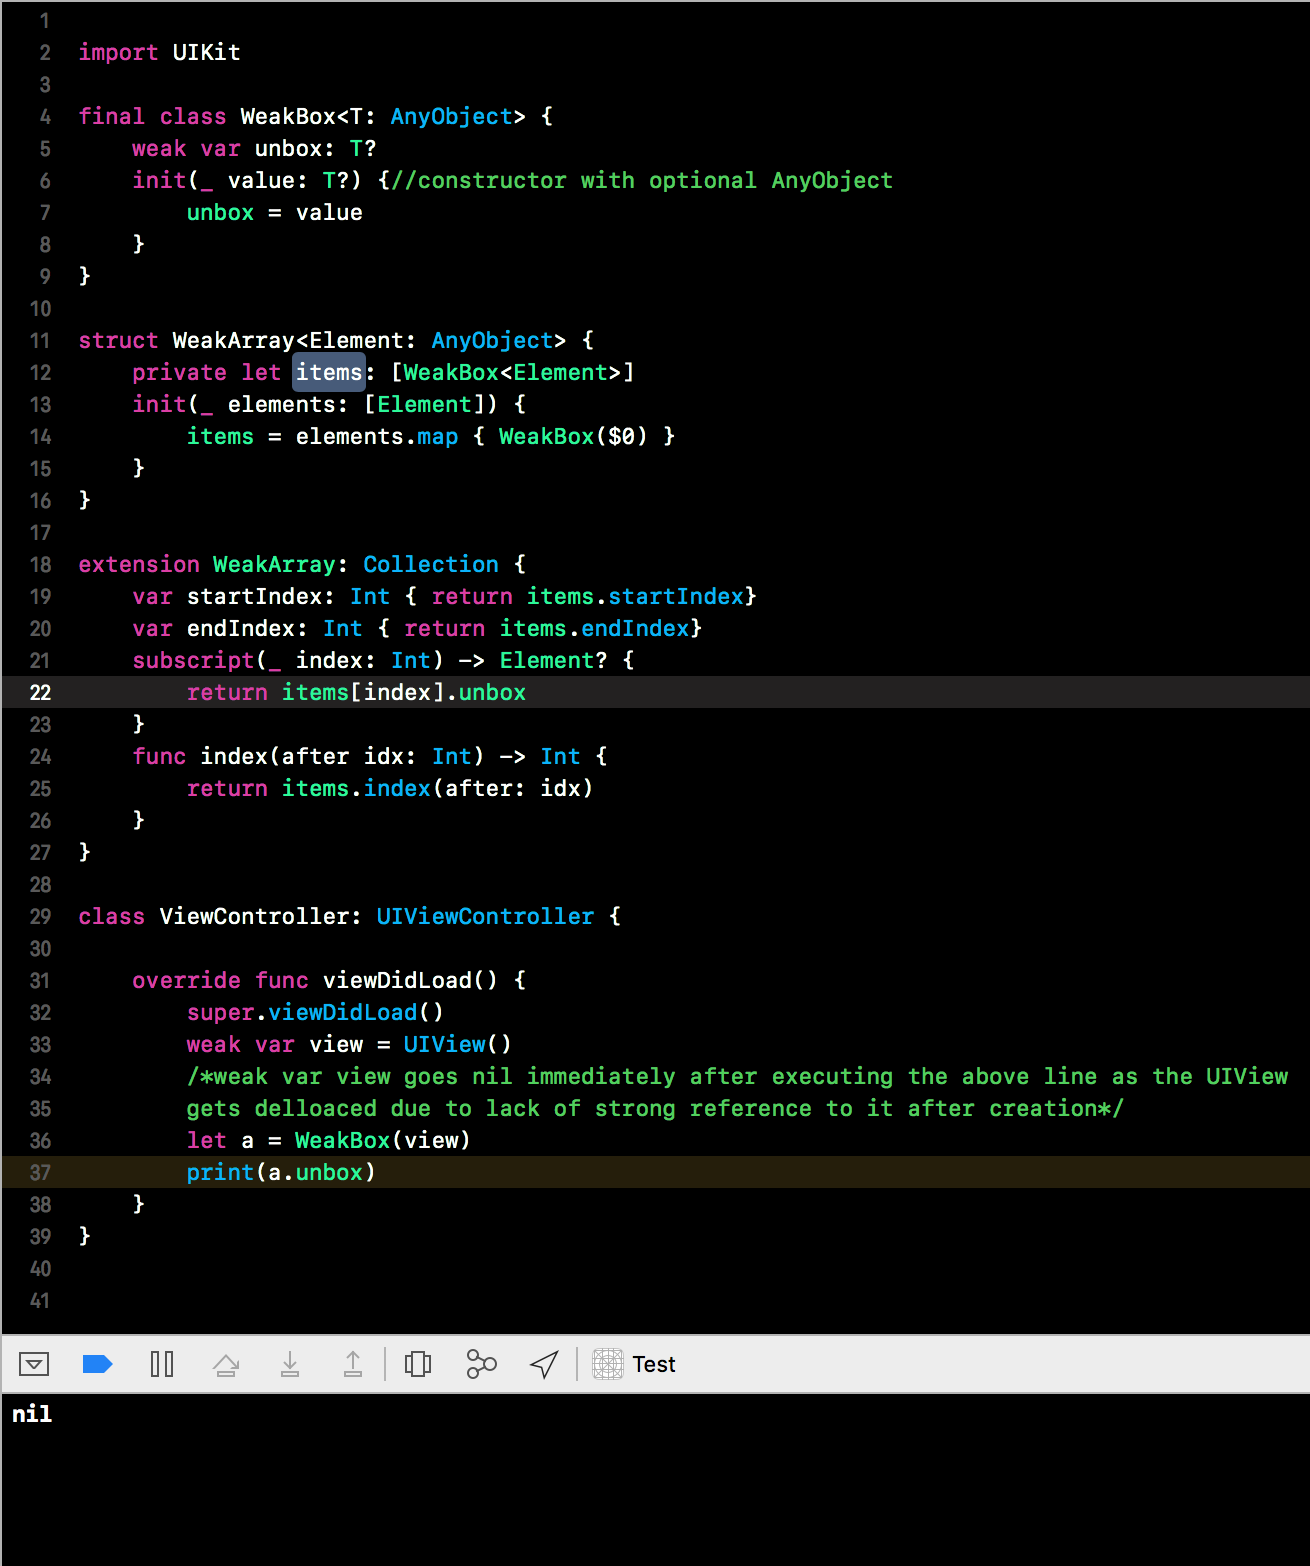 1
2 import UIKit
3
4 final class WeakBox<T: AnyObject> {
5     weak var unbox: T?
6     init(_ value: T?) {//constructor with optional AnyObject
7         unbox = value
8     }
9 }
10
11 struct WeakArray<Element: AnyObject> {
12     private let items: [WeakBox<Element>]
13     init(_ elements: [Element]) {
14         items = elements.map { WeakBox($0) }
15     }
16 }
17
18 extension WeakArray: Collection {
19     var startIndex: Int { return items.startIndex}
20     var endIndex: Int { return items.endIndex}
21     subscript(_ index: Int) -> Element? {
22         return items[index].unbox
23     }
24     func index(after idx: Int) -> Int {
25         return items.index(after: idx)
26     }
27 }
28
29 class ViewController: UIViewController {
30
31     override func viewDidLoad() {
32         super.viewDidLoad()
33         weak var view = UIView()
34         /*weak var view goes nil immediately after executing the above line as the UIView
35         gets delloaced due to lack of strong reference to it after creation*/
36         let a = WeakBox(view)
37         print(a.unbox)
38     }
39 }
40
41
Test
nil